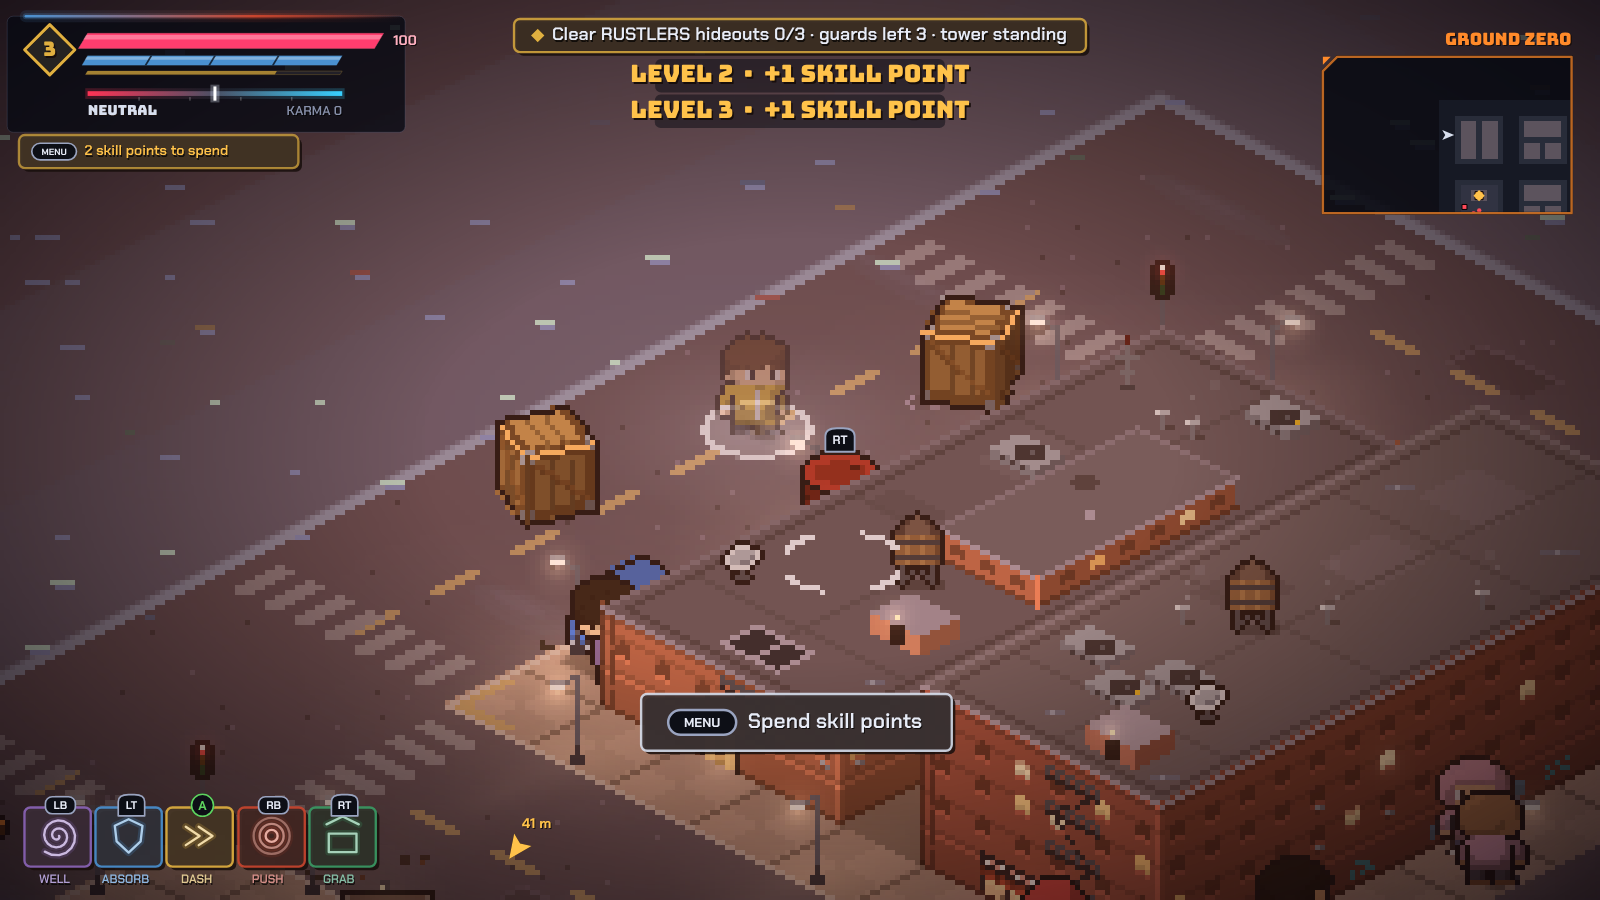 3
100
NEUTRAL
KARMA 0
MENU
2 skill points to spend
Clear RUSTLERS hideouts 0/3 · guards left 3 · tower standing
LEVEL 2 · +1 SKILL POINT
LEVEL 3 · +1 SKILL POINT
GROUND ZERO
RT
MENU
Spend skill points
41 m
LB
LT
A
RB
RT
WELL
ABSORB
DASH
PUSH
GRAB